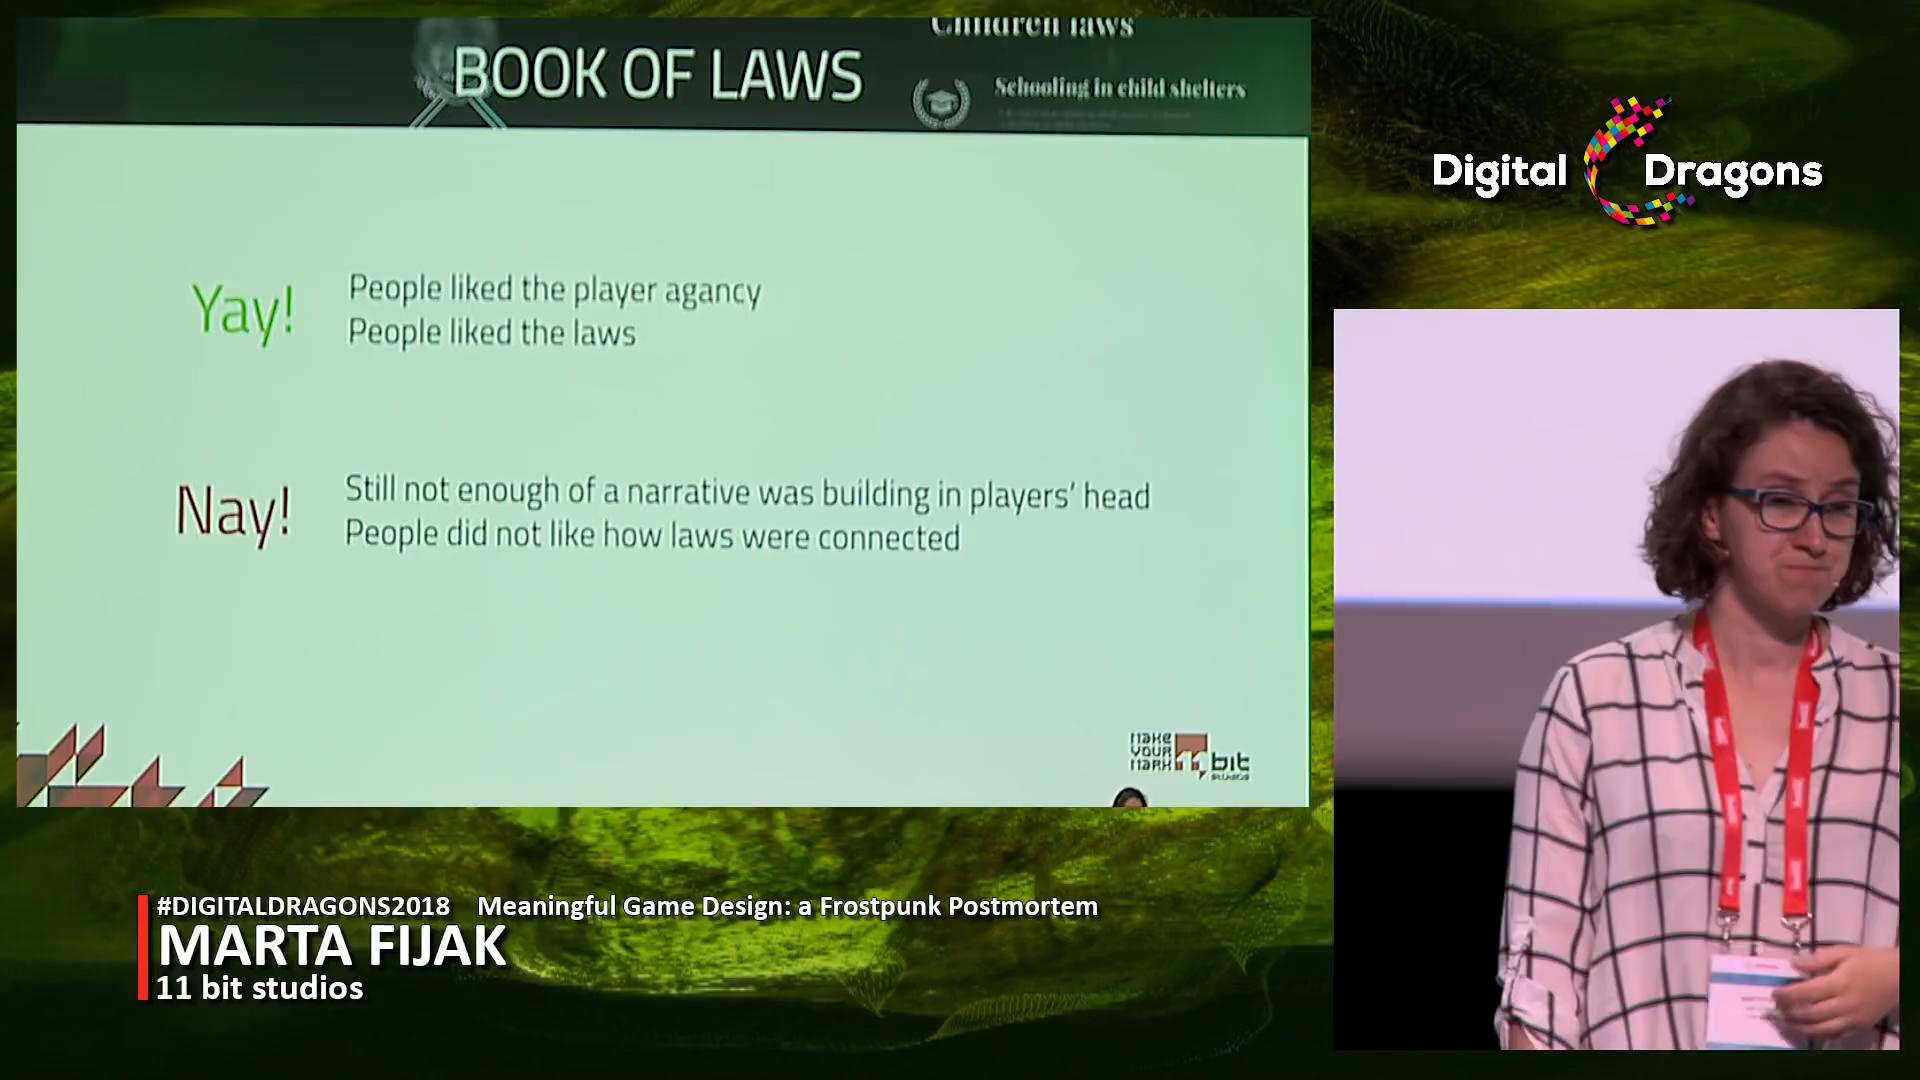 Children laws
BOOK OF LAWS
Schooling in child shelters
Digital Dragons
Yay!
People liked the player agancy
People liked the laws
Nay!
Still not enough of a narrative was building in players' head
People did not like how laws were connected
MAKE
YOUR
MARK
11 bit
STUDIOS
#DIGITALDRAGONS2018 Meaningful Game Design: a Frostpunk Postmortem
MARTA FIJAK
11 bit studios